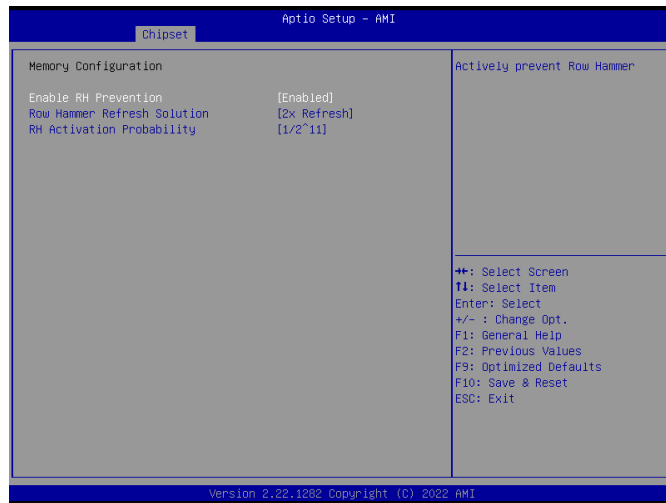 Aptio Setup – AMI
Chipset
Memory Configuration
Actively prevent Row Hammer
Enable RH Prevention [Enabled]
Row Hammer Refresh Solution [2x Refresh]
RH Activation Probability [1/2^11]
→←: Select Screen
↑↓: Select Item
Enter: Select
+/- : Change Opt.
F1: General Help
F2: Previous Values
F9: Optimized Defaults
F10: Save & Reset
ESC: Exit
Version 2.22.1282 Copyright (C) 2022 AMI